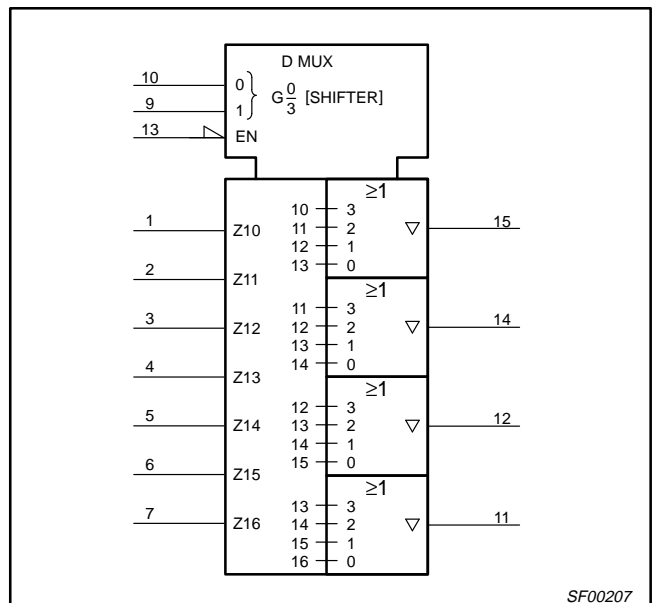 D MUX
10 0
9 1 G 0/3 [SHIFTER]
13 EN
≥1
10 3
1 Z10 11 2 ▽ 15
12 1
13 0
2 Z11
≥1
11 3
3 Z12 12 2 ▽ 14
13 1
14 0
4 Z13
≥1
12 3
5 Z14 13 2 ▽ 12
14 1
15 0
6 Z15
≥1
13 3
7 Z16 14 2 ▽ 11
15 1
16 0
SF00207